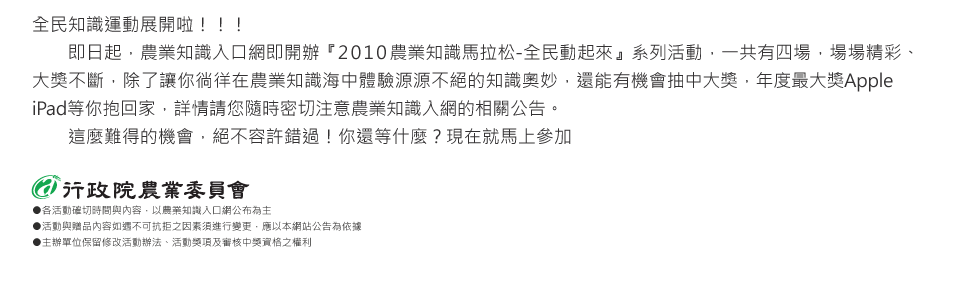 全民知識運動展開啦！！！
即日起，農業知識入口網即開辦『2010農業知識馬拉松-全民動起來』系列活動，一共有四場，場場精彩、
大獎不斷，除了讓你徜徉在農業知識海中體驗源源不絕的知識奧妙，還能有機會抽中大獎，年度最大獎Apple
iPad等你抱回家，詳情請您隨時密切注意農業知識入網的相關公告。
這麼難得的機會，絕不容許錯過！你還等什麼？現在就馬上參加
行政院農業委員會
●各活動確切時間與內容，以農業知識入口網公布為主
●活動與贈品內容如遇不可抗拒之因素須進行變更，應以本網站公告為依據
●主辦單位保留修改活動辦法、活動獎項及審核中獎資格之權利